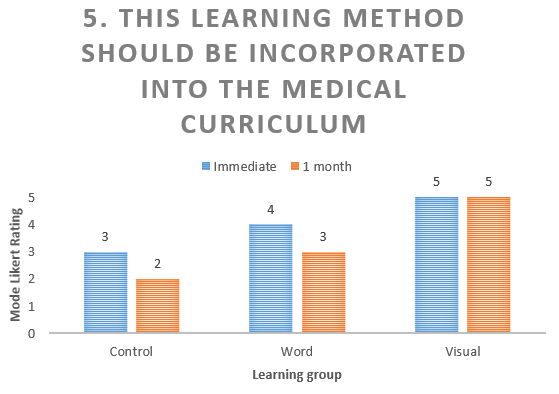 5. THIS LEARNING METHOD
SHOULD BE INCORPORATED
INTO THE MEDICAL
CURRICULUM
Immediate 1 month
Mode Likert Rating
5
4
3
2
1
0
3 2 4 3 5 5
Control Word Visual
Learning group